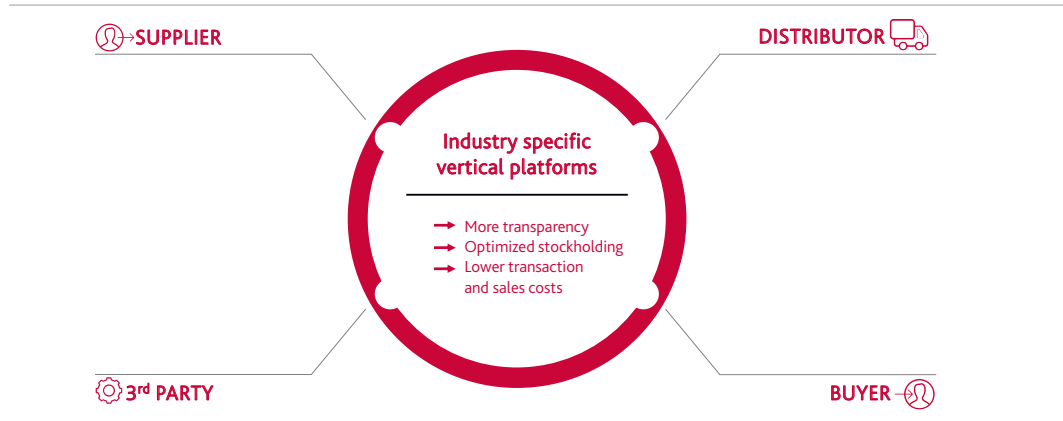 SUPPLIER
DISTRIBUTOR
Industry specific
vertical platforms
More transparency
Optimized stockholding
Lower transaction
and sales costs
3rd PARTY
BUYER